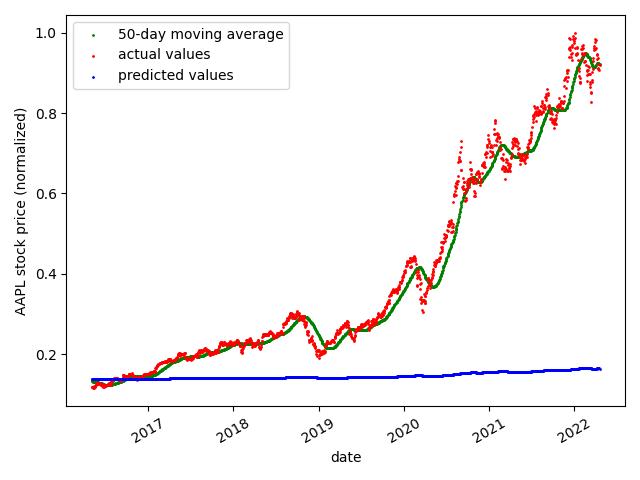 50-day moving average
actual values
predicted values
1.0
0.8
0.6
0.4
0.2
AAPL stock price (normalized)
2017 2018 2019 2020 2021 2022
date